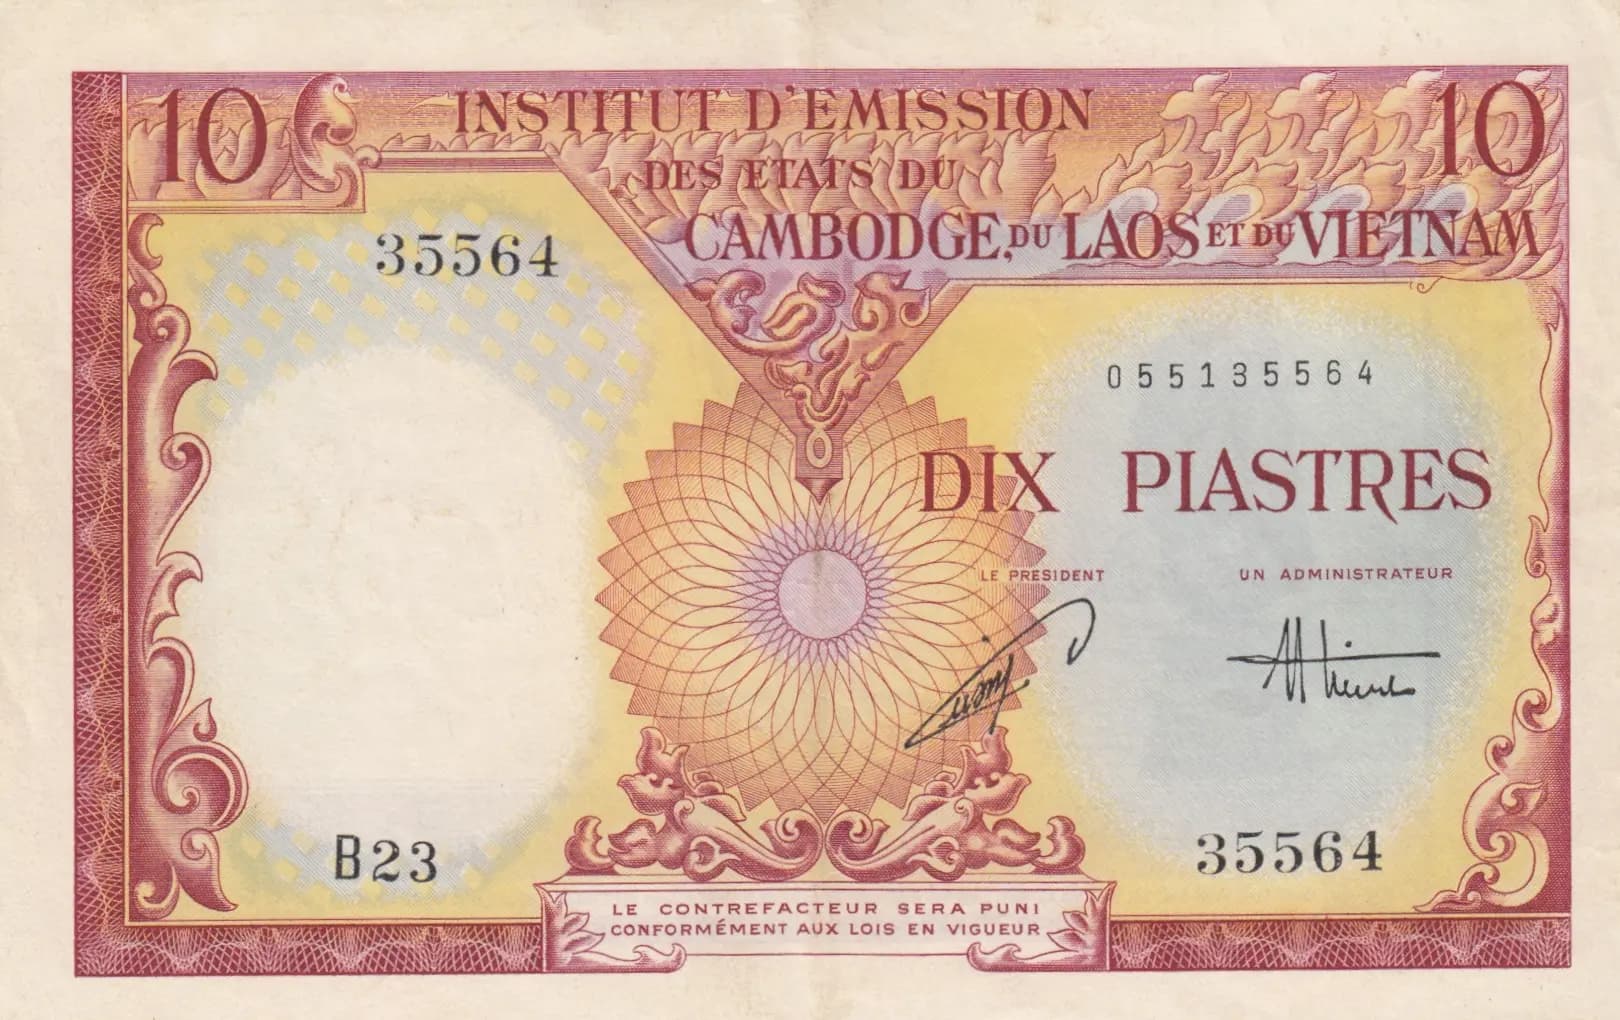 10 INSTITUT D'EMISSION 10
DES ETATS DU
CAMBODGE, DU LAOS ET DU VIETNAM
35564
055135564
DIX PIASTRES
LE PRESIDENT UN ADMINISTRATEUR
35564
B23
LE CONTREFACTEUR SERA PUNI
CONFORMÉMENT AUX LOIS EN VIGUEUR